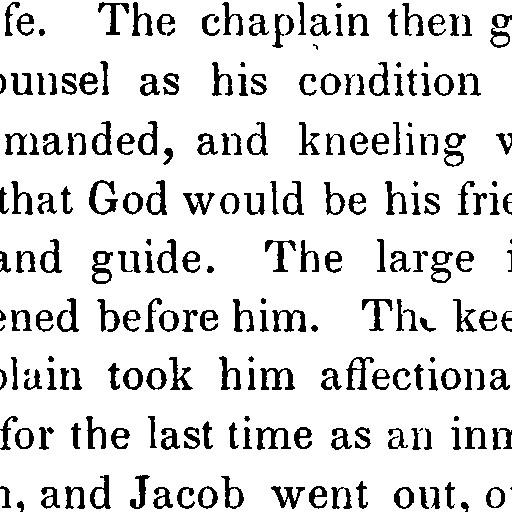 fe. The chaplain then g
ounsel as his condition
manded, and kneeling w
that God would be his frie
and guide. The large i
ened before him. The kee
plain took him affectiona
for the last time as an inm
n, and Jacob went out, o